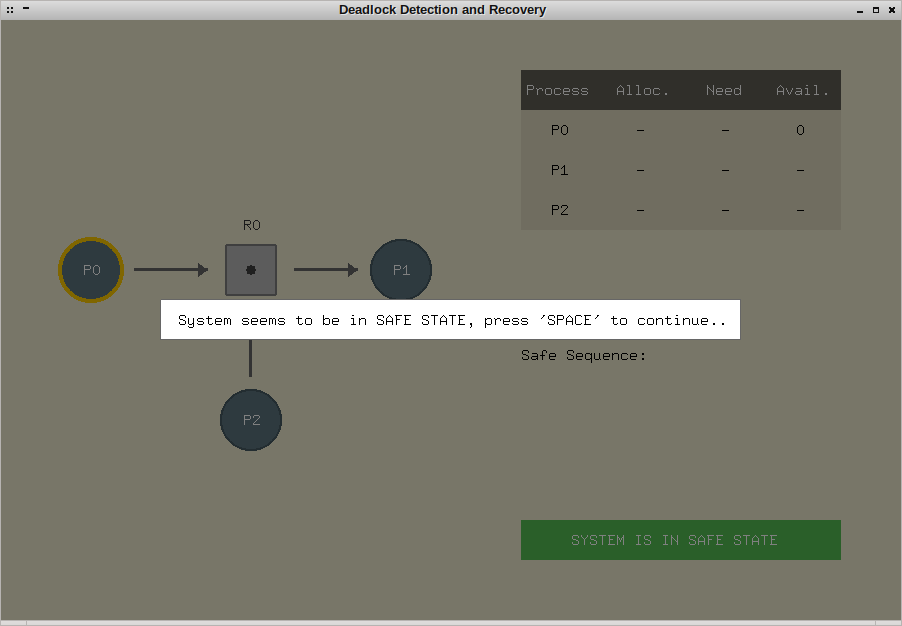 Deadlock Detection and Recovery
Process Alloc. Need Avail.
P0 - - 0
P1 - - -
P2 - - -
R0
P0
P1
System seems to be in SAFE STATE, press 'SPACE' to continue..
Safe Sequence:
P2
SYSTEM IS IN SAFE STATE